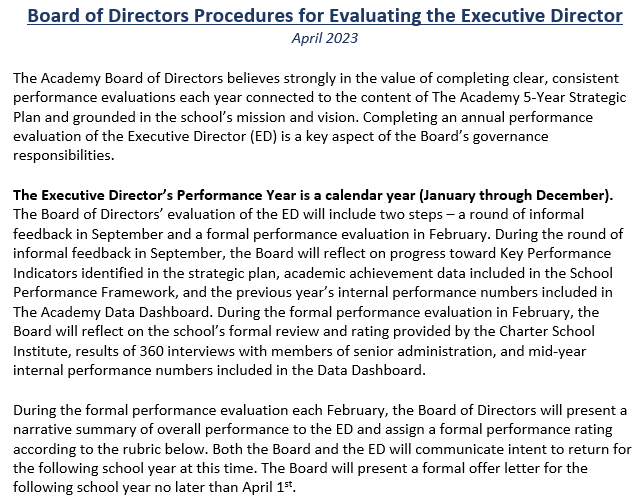 Board of Directors Procedures for Evaluating the Executive Director
April 2023
The Academy Board of Directors believes strongly in the value of completing clear, consistent
performance evaluations each year connected to the content of The Academy 5-Year Strategic
Plan and grounded in the school’s mission and vision. Completing an annual performance
evaluation of the Executive Director (ED) is a key aspect of the Board’s governance
responsibilities.
The Executive Director’s Performance Year is a calendar year (January through December).
The Board of Directors’ evaluation of the ED will include two steps – a round of informal
feedback in September and a formal performance evaluation in February. During the round of
informal feedback in September, the Board will reflect on progress toward Key Performance
Indicators identified in the strategic plan, academic achievement data included in the School
Performance Framework, and the previous year’s internal performance numbers included in
The Academy Data Dashboard. During the formal performance evaluation in February, the
Board will reflect on the school’s formal review and rating provided by the Charter School
Institute, results of 360 interviews with members of senior administration, and mid-year
internal performance numbers included in the Data Dashboard.
During the formal performance evaluation each February, the Board of Directors will present a
narrative summary of overall performance to the ED and assign a formal performance rating
according to the rubric below. Both the Board and the ED will communicate intent to return for
the following school year at this time. The Board will present a formal offer letter for the
following school year no later than April 1st.